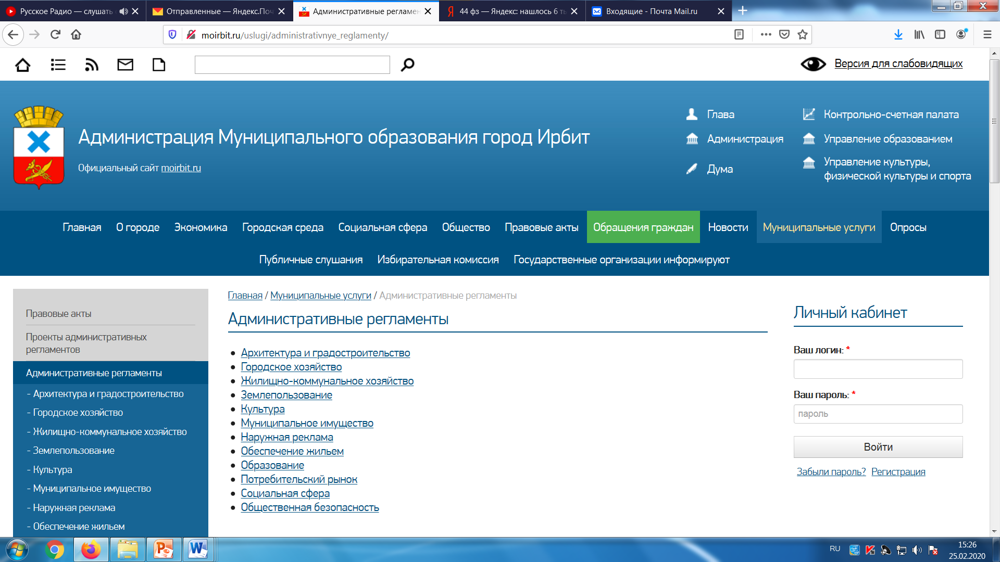 Русское Радио — слушать
Отправленные — Яндекс.Поч
Административные регламен
44 фз — Яндекс: нашлось 6 ть
Входящие - Почта Mail.ru
moirbit.ru/uslugi/administrativnye_reglamenty/
Версия для слабовидящих
Администрация Муниципального образования город Ирбит
Официальный сайт moirbit.ru
Глава
Администрация
Дума
Контрольно-счетная палата
Управление образованием
Управление культуры,
физической культуры и спорта
Главная О городе Экономика Городская среда Социальная сфера Общество Правовые акты Обращения граждан Новости Муниципальные услуги Опросы
Публичные слушания Избирательная комиссия Государственные организации информируют
Правовые акты
Проекты административных
регламентов
Административные регламенты
- Архитектура и градостроительство
- Городское хозяйство
- Жилищно-коммунальное хозяйство
- Землепользование
- Культура
- Муниципальное имущество
- Наружная реклама
- Обеспечение жильем
Главная / Муниципальные услуги / Административные регламенты
Административные регламенты
Архитектура и градостроительство
Городское хозяйство
Жилищно-коммунальное хозяйство
Землепользование
Культура
Муниципальное имущество
Наружная реклама
Обеспечение жильем
Образование
Потребительский рынок
Социальная сфера
Общественная безопасность
Личный кабинет
Ваш логин: *
Ваш пароль: *
пароль
Войти
Забыли пароль? Регистрация
RU
15:26
25.02.2020